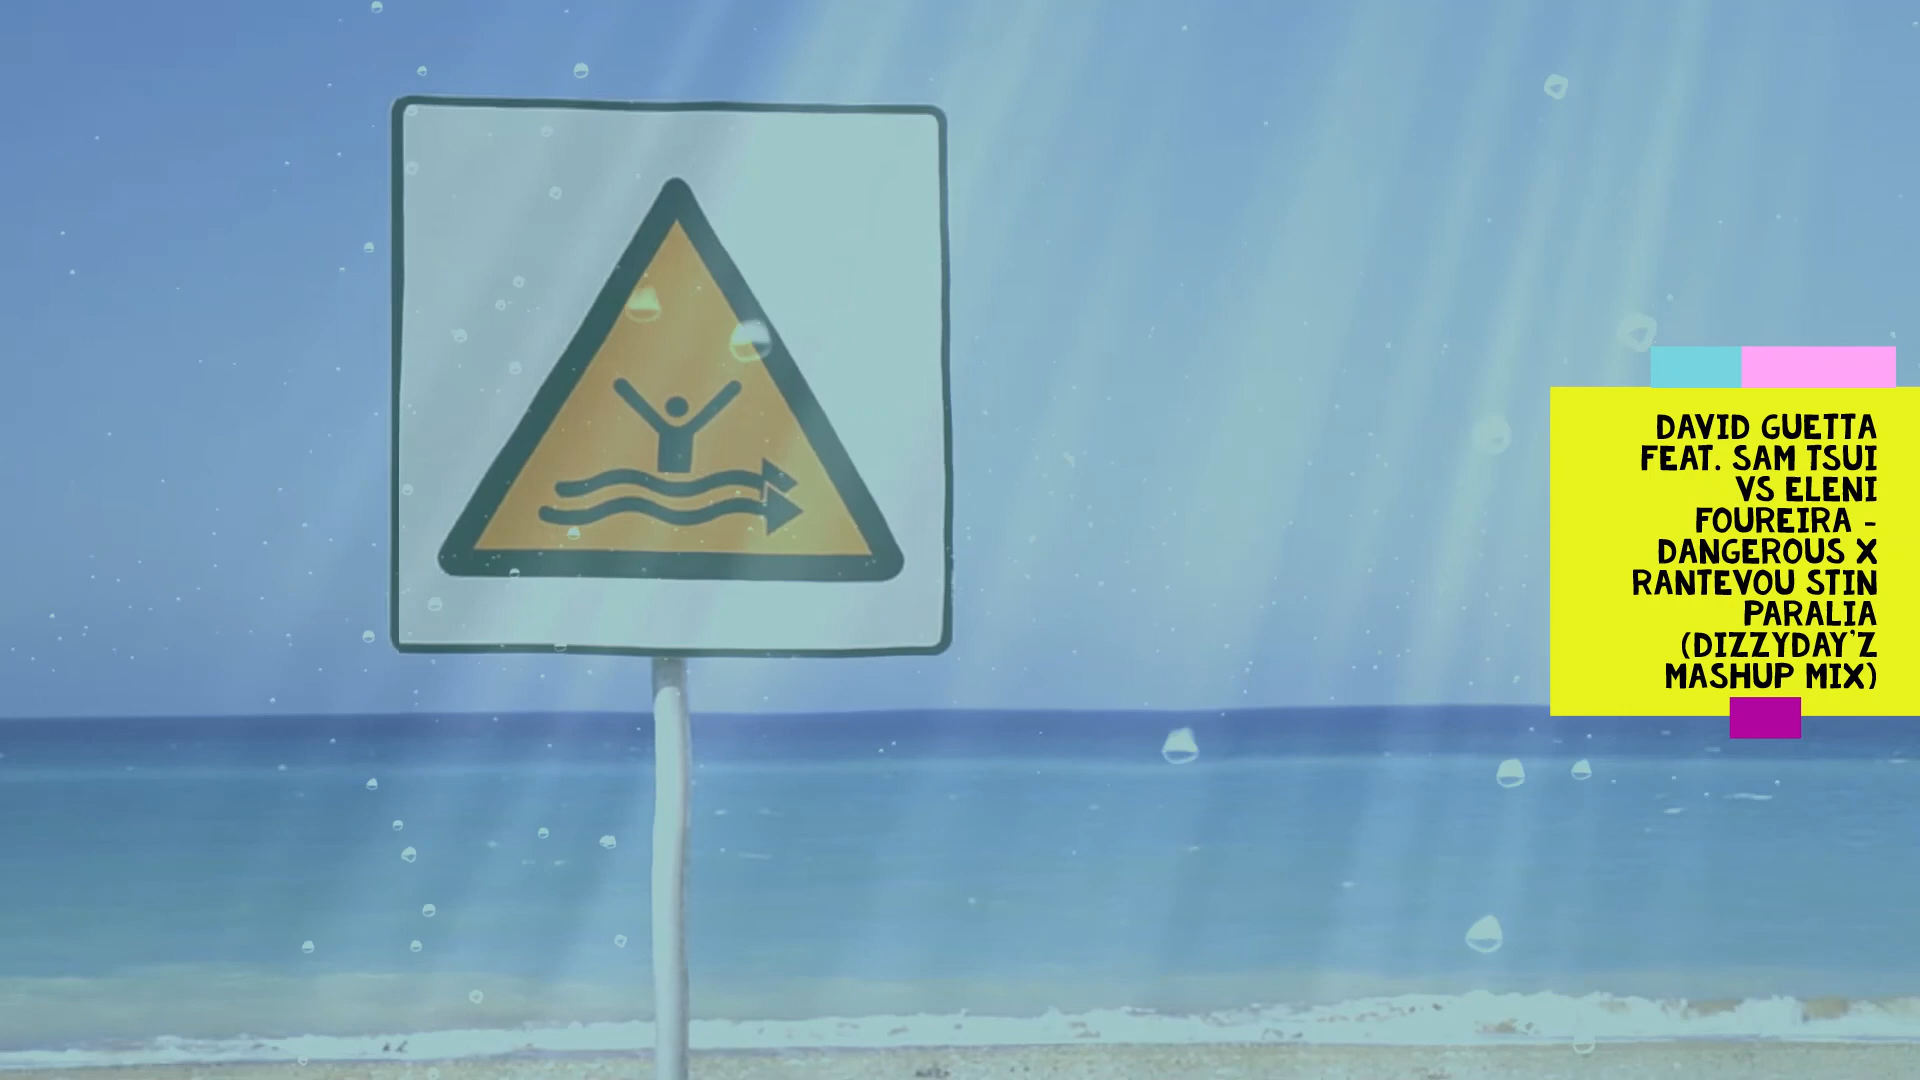 DAVID GUETTA
FEAT. SAM TSUI
VS ELENI
FOUREIRA -
DANGEROUS X
RANTEVOU STIN
PARALIA
(DIZZYDAY'Z
MASHUP MIX)